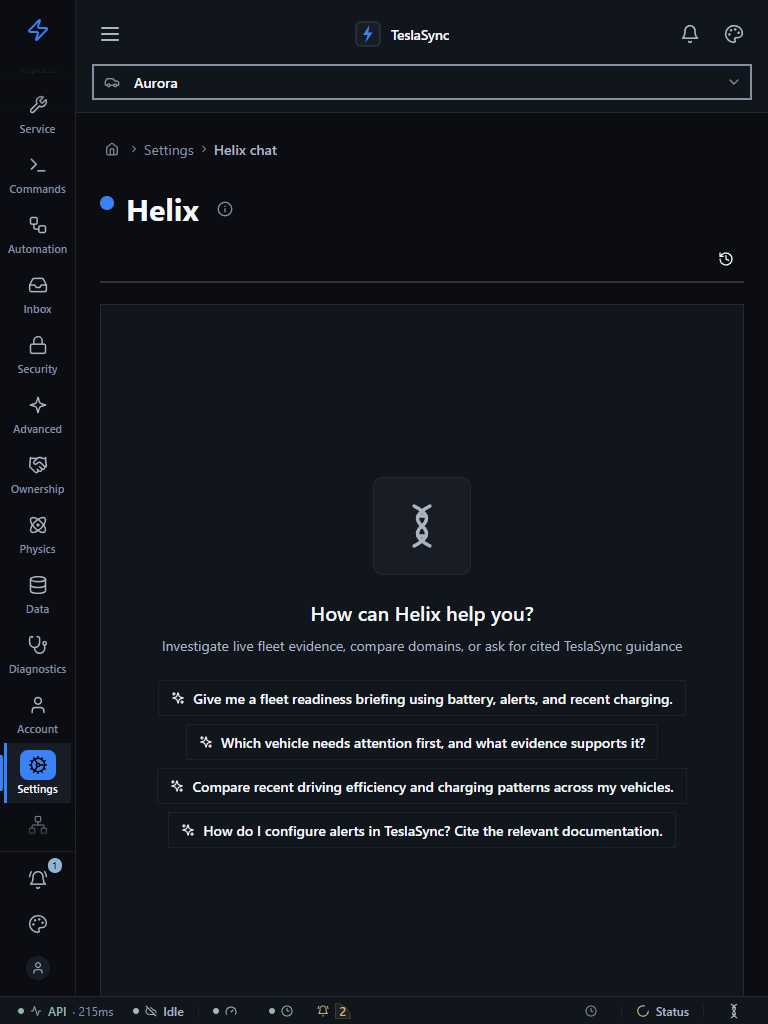 TeslaSync
Aurora
Settings
Helix chat
Helix
Service
Commands
Automation
Inbox
Security
Advanced
Ownership
Physics
Data
Diagnostics
Account
Settings
1
How can Helix help you?
Investigate live fleet evidence, compare domains, or ask for cited TeslaSync guidance
Give me a fleet readiness briefing using battery, alerts, and recent charging.
Which vehicle needs attention first, and what evidence supports it?
Compare recent driving efficiency and charging patterns across my vehicles.
How do I configure alerts in TeslaSync? Cite the relevant documentation.
API · 215ms
Idle
2
Status